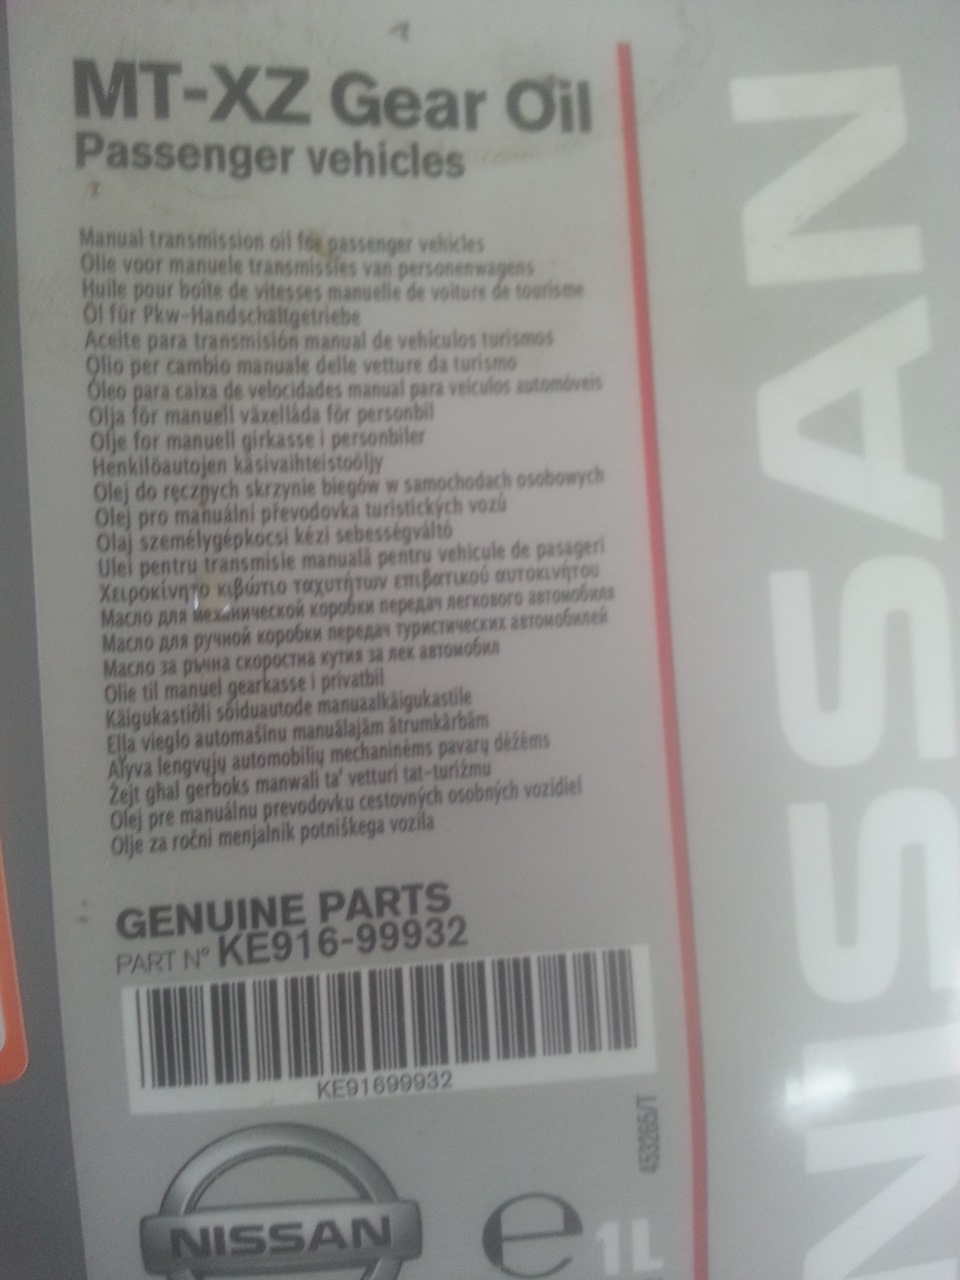 MT-XZ Gear Oil
Passenger vehicles
Manual transmission oil for passenger vehicles
Olie voor manuele transmissies van personenwagens
Huile pour boîte de vitesses manuelle de voiture de tourisme
Öl für Pkw-Handschaltgetriebe
Aceite para transmisión manual de vehículos turismos
Olio per cambio manuale delle vetture da turismo
Óleo para caixa de velocidades manual para veículos automóveis
Olja för manuell växellåda för personbil
Olje for manuell girkasse i personbiler
Henkilöautojen käsivaihteistoöljy
Olej do ręcznych skrzynie biegów w samochodach osobowych
Olej pro manuální převodovka turistických vozů
Olaj személygépkocsi kézi sebességváltó
Ulei pentru transmisie manuală pentru vehicule de pasageri
Χειροκίνητο κιβώτιο ταχυτήτων επιβατικού αυτοκινήτου
Масло для механической коробки передач легкового автомобиля
Масло для ручной коробки передач туристических автомобилей
Масло за ръчна скоростна кутия за лек автомобил
Olie til manuel gearkasse i privatbil
Käigukastiõli sõiduautode manuaalkäigukastile
Eļļa vieglo automašīnu manuālajām ātrumkārbām
Alyva lengvųjų automobilių mechaninėms pavarų dėžėms
Żejt għal gerboks manwali ta' vetturi tat-turiżmu
Olej pre manuálnu prevodovku cestovných osobných vozidiel
Olje za ročni menjalnik potniškega vozila
GENUINE PARTS
PART N° KE916-99932
KE91699932
453265/T
NISSAN
e 1L
NISSAN